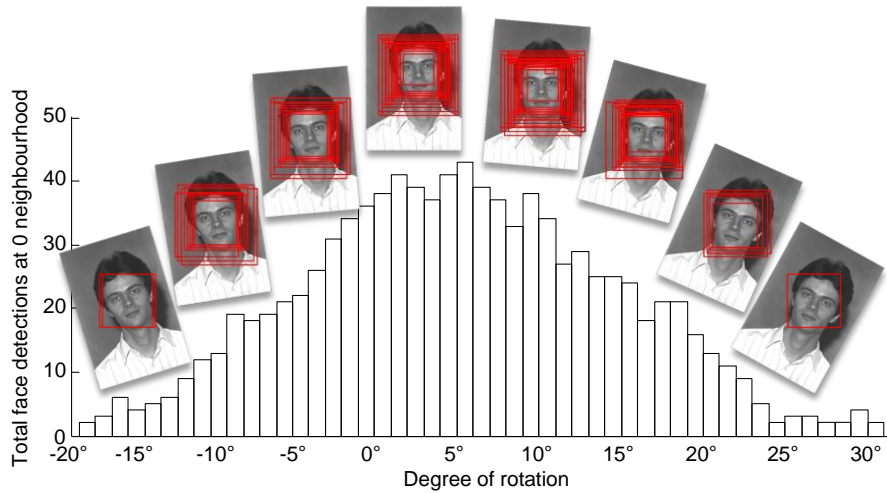 Total face detections at 0 neighbourhood
50
40
30
20
10
0
-20° -15° -10° -5° 0° 5° 10° 15° 20° 25° 30°
Degree of rotation